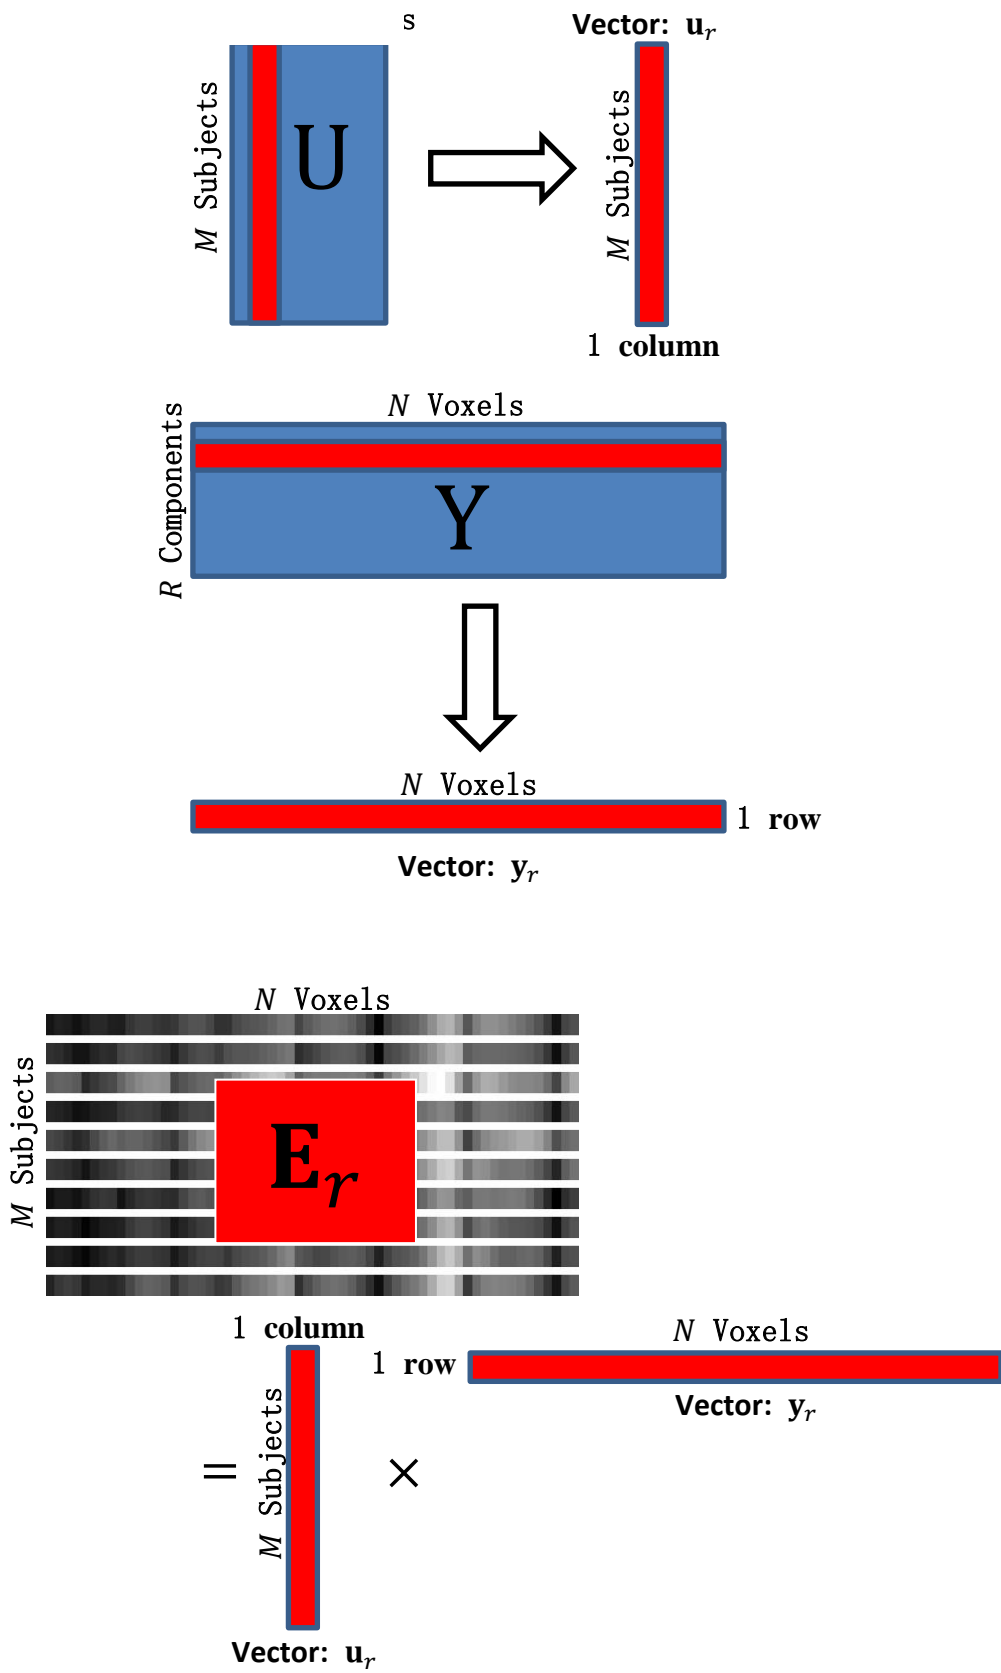 s
Vector: u_r
M Subjects
U
M Subjects
1 column
N Voxels
R Components
Y
N Voxels
1 row
Vector: y_r
N Voxels
M Subjects
E_r
1 column
N Voxels
1 row
Vector: y_r
M Subjects
= ×
Vector: u_r